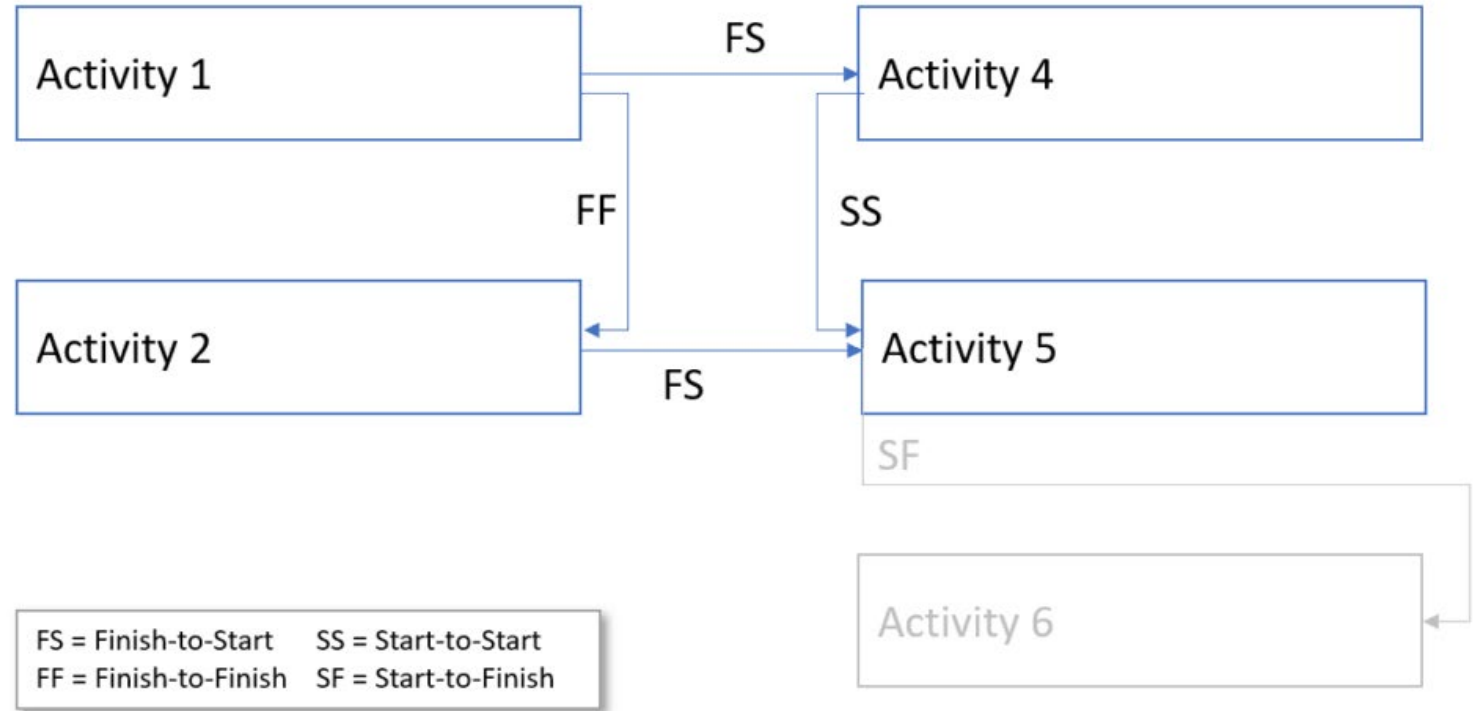 FS
Activity 1
Activity 4
FF
SS
Activity 2
Activity 5
FS
SF
Activity 6
FS = Finish-to-Start SS = Start-to-Start
FF = Finish-to-Finish SF = Start-to-Finish